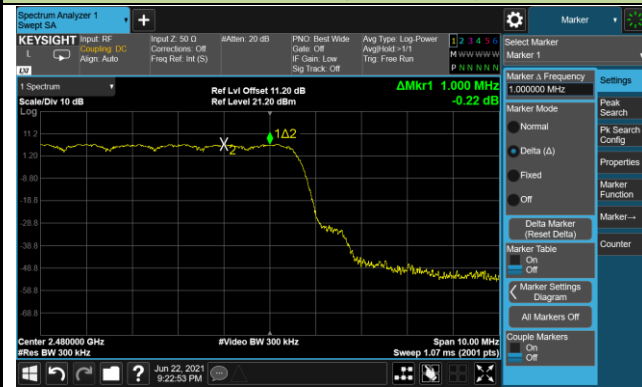 Spectrum Analyzer 1
Swept SA
Marker
KEYSIGHT
L
LXI
Input: RF
Coupling: DC
Align: Auto
Input Z: 50 Ω
Corrections: Off
Freq Ref: Int (S)
#Atten: 20 dB
PNO: Best Wide
Gate: Off
IF Gain: Low
Sig Track: Off
Avg Type: Log-Power
Avg|Hold:>1/1
Trig: Free Run
1 2 3 4 5 6
M W W W W W
P N N N N N
Select Marker
Marker 1
1 Spectrum
Scale/Div 10 dB
Log
Ref Lvl Offset 11.20 dB
Ref Level 21.20 dBm
ΔMkr1 1.000 MHz
-0.22 dB
11.2
1.20
-8.80
-18.8
-28.8
-38.8
-48.8
-58.8
-68.8
1Δ2
2
Center 2.480000 GHz
#Res BW 300 kHz
#Video BW 300 kHz
Span 10.00 MHz
Sweep 1.07 ms (2001 pts)
Marker Δ Frequency
1.000000 MHz
Marker Mode
Normal
Delta (Δ)
Fixed
Off
Delta Marker
(Reset Delta)
Marker Table
On
Off
Marker Settings
Diagram
All Markers Off
Couple Markers
On
Off
Settings
Peak
Search
Pk Search
Config
Properties
Marker
Function
Marker→
Counter
Jun 22, 2021
9:22:53 PM